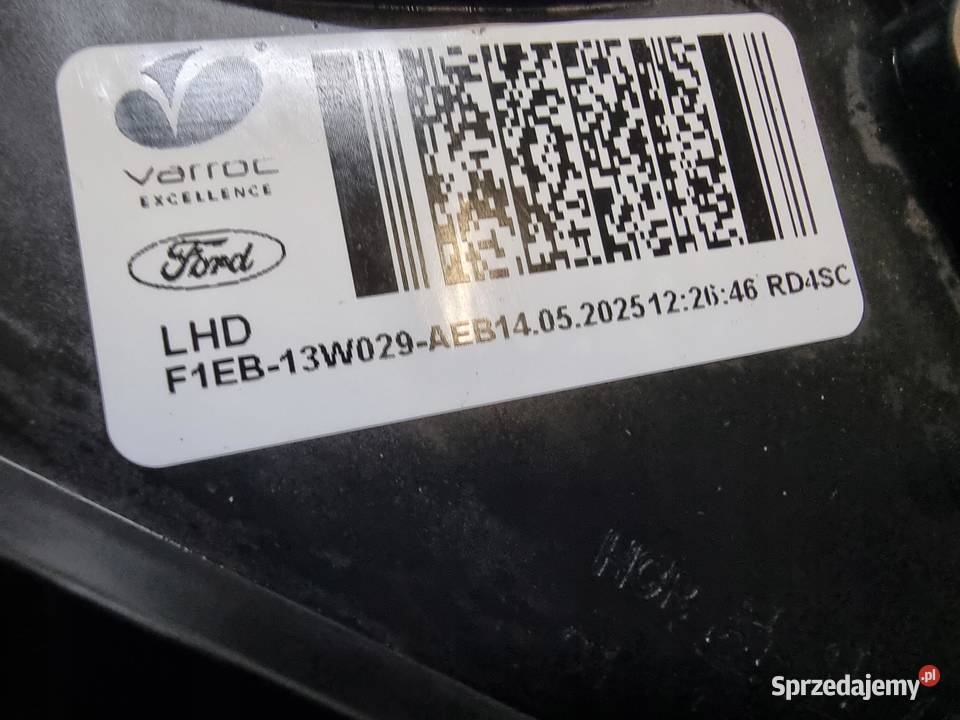 varroc
EXCELLENCE
Ford
LHD
F1EB-13W029-AEB14.05.202512:26:46 RD4SC
Sprzedajemy.pl